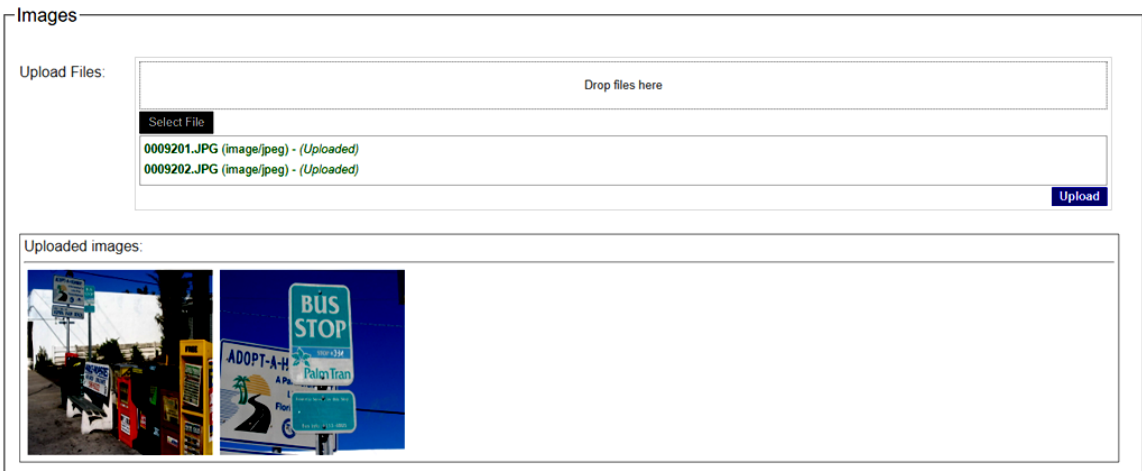 Images
Upload Files:
Drop files here
Select File
0009201.JPG (image/jpeg) - (Uploaded)
0009202.JPG (image/jpeg) - (Uploaded)
Upload
Uploaded images:
ADOPT-A-H
BUS
STOP
PalmTran